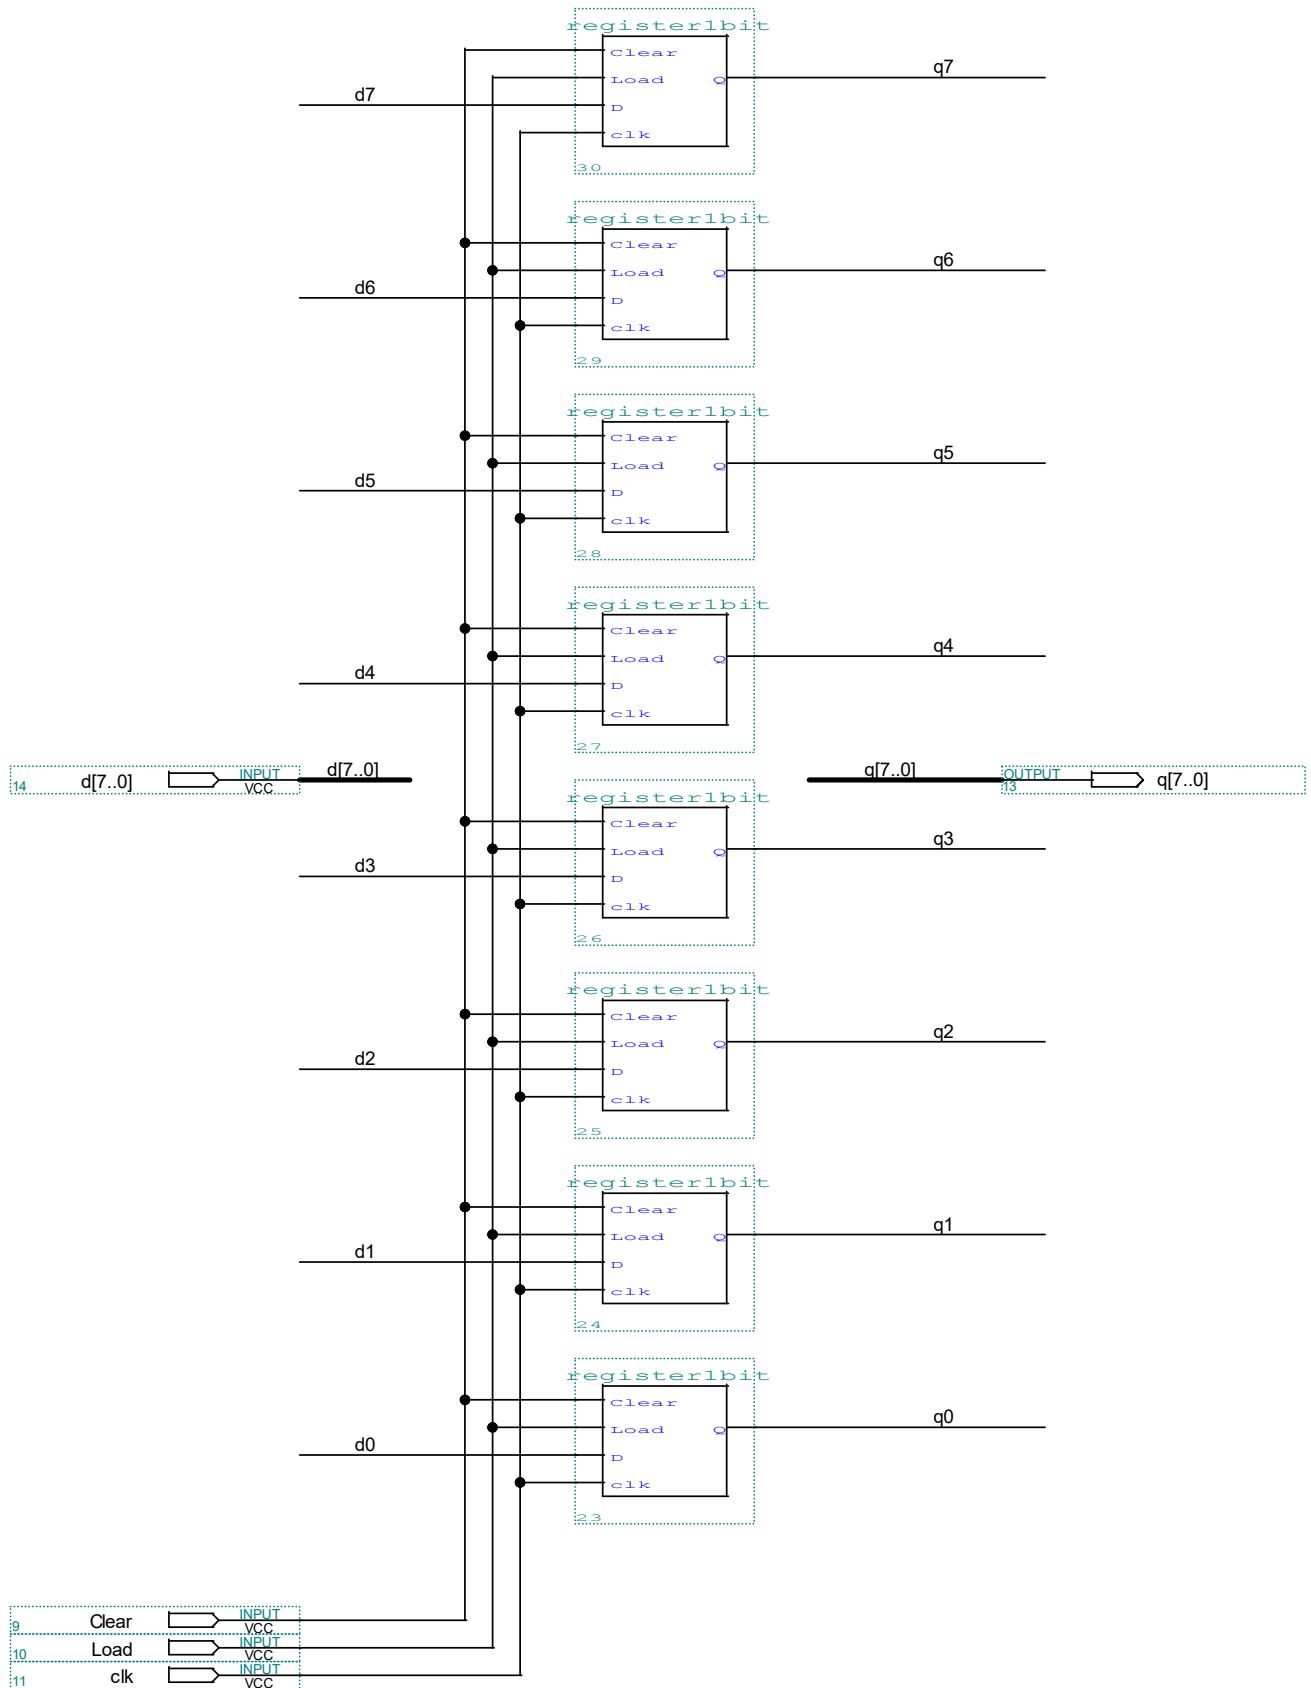 register1bit
Clear
Load Q q7
d7 D
clk
30
register1bit
Clear
Load Q q6
d6 D
clk
29
register1bit
Clear
Load Q q5
d5 D
clk
28
register1bit
Clear
Load Q q4
d4 D
clk
27
d[7..0] q[7..0]
14 d[7..0] INPUT VCC
OUTPUT 13 q[7..0]
register1bit
Clear
Load Q q3
d3 D
clk
26
register1bit
Clear
Load Q q2
d2 D
clk
25
register1bit
Clear
Load Q q1
d1 D
clk
24
register1bit
Clear
Load Q q0
d0 D
clk
23
9 Clear INPUT VCC
10 Load INPUT VCC
11 clk INPUT VCC